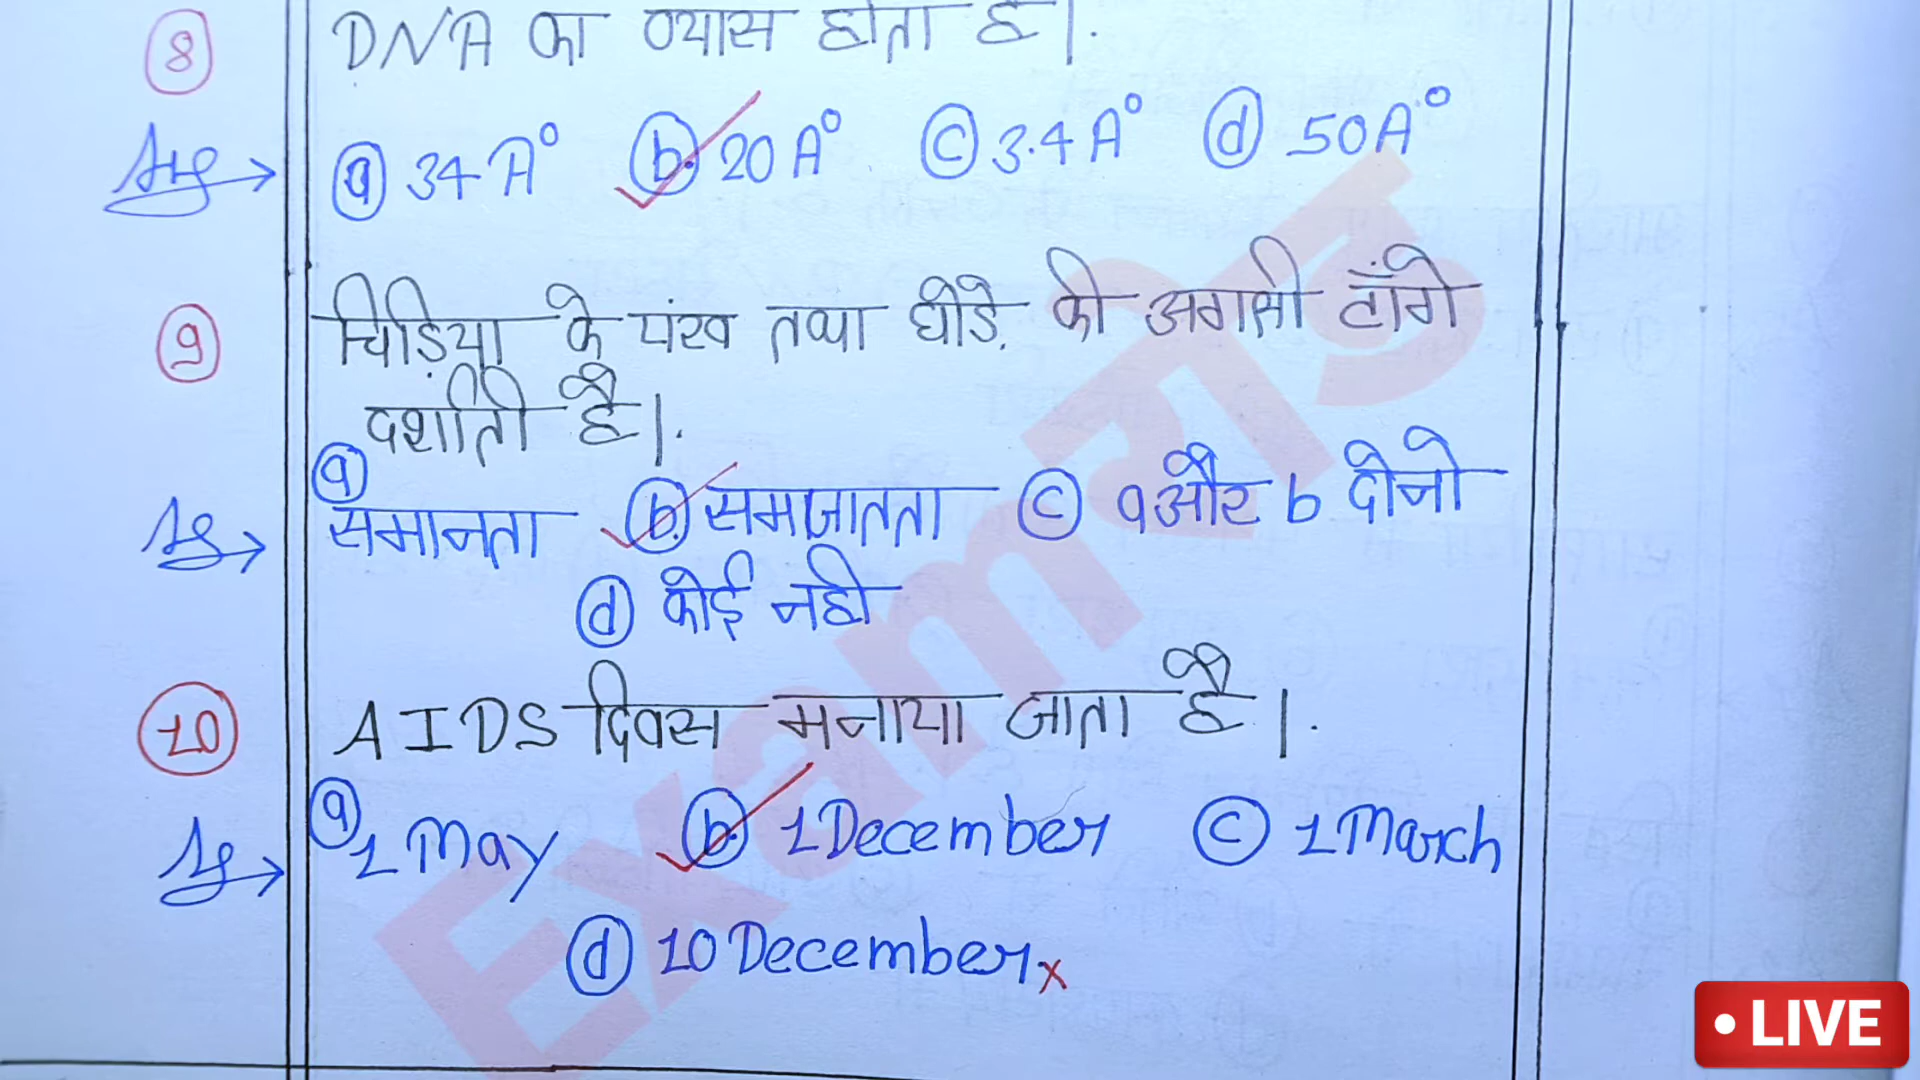 8 DNA का व्यास होता है।.
Ans → a 34 A° b 20 A° c 3.4 A° d 50 A°
9 चिड़िया के पंख तथा घोड़े की अगली टाँगे
दर्शाती है।.
Ans → a समानता b समजातता c a और b दोनो
d कोई नही
10 AIDS दिवस मनाया जाता है।.
Ans → a 1 May b 1 December c 1 March
d 10 December x
Examगुरु
• LIVE